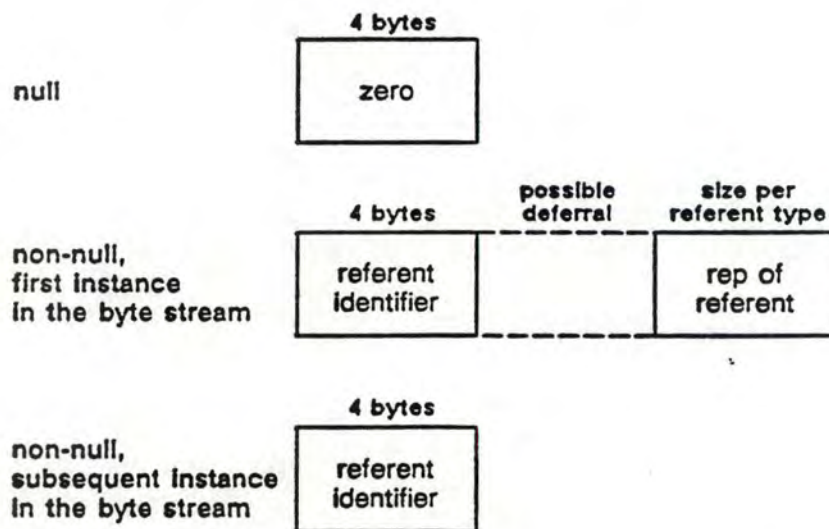 4 bytes
null
zero
possible deferral
size per referent type
4 bytes
non-null,
first instance
in the byte stream
referent
identifier
rep of
referent
4 bytes
non-null,
subsequent instance
in the byte stream
referent
identifier